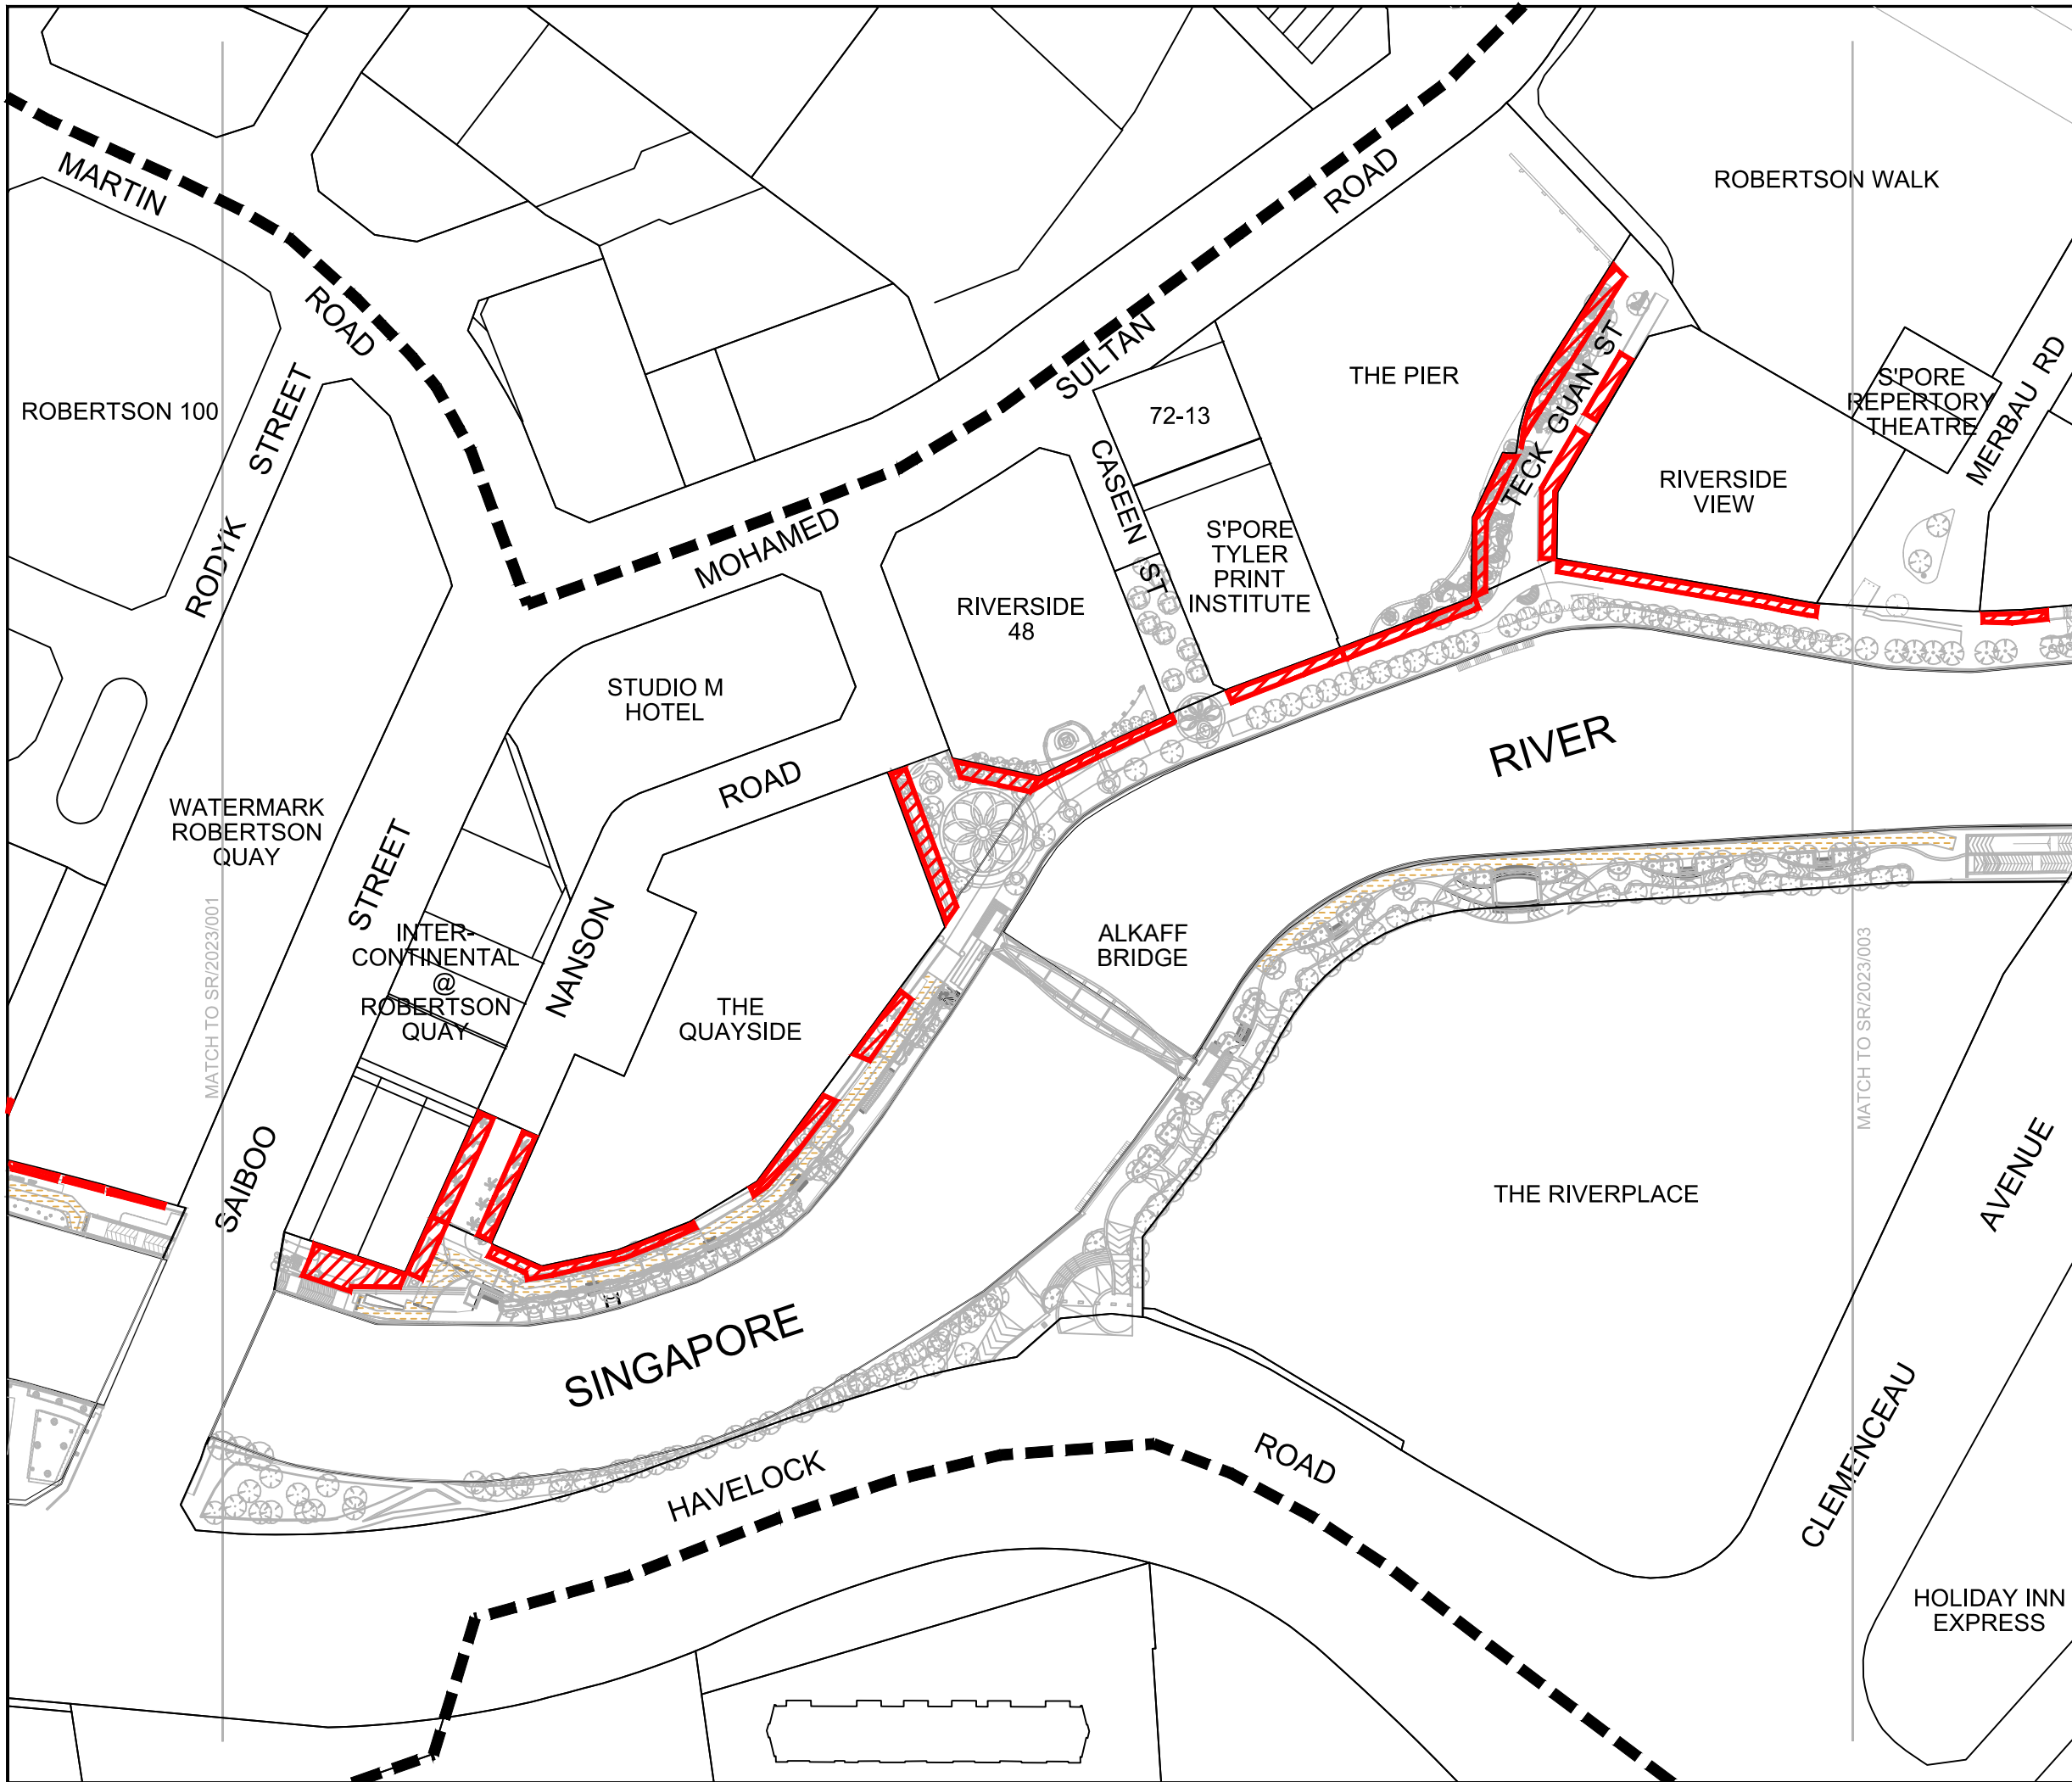 MARTIN
ROAD
ROBERTSON 100
RODYK
STREET
SULTAN
ROAD
MOHAMED
ROBERTSON WALK
THE PIER
TECK GUAN ST
S'PORE
REPERTORY
THEATRE
MERBAU RD
72-13
CASEEN ST
S'PORE
TYLER
PRINT
INSTITUTE
RIVERSIDE
VIEW
RIVERSIDE
48
STUDIO M
HOTEL
NANSON
ROAD
RIVER
WATERMARK
ROBERTSON
QUAY
SAIBOO
STREET
INTER-
CONTINENTAL
@
ROBERTSON
QUAY
THE
QUAYSIDE
ALKAFF
BRIDGE
MATCH TO SR/2023/001
MATCH TO SR/2023/003
THE RIVERPLACE
SINGAPORE
CLEMENCEAU
AVENUE
HAVELOCK
ROAD
HOLIDAY INN
EXPRESS